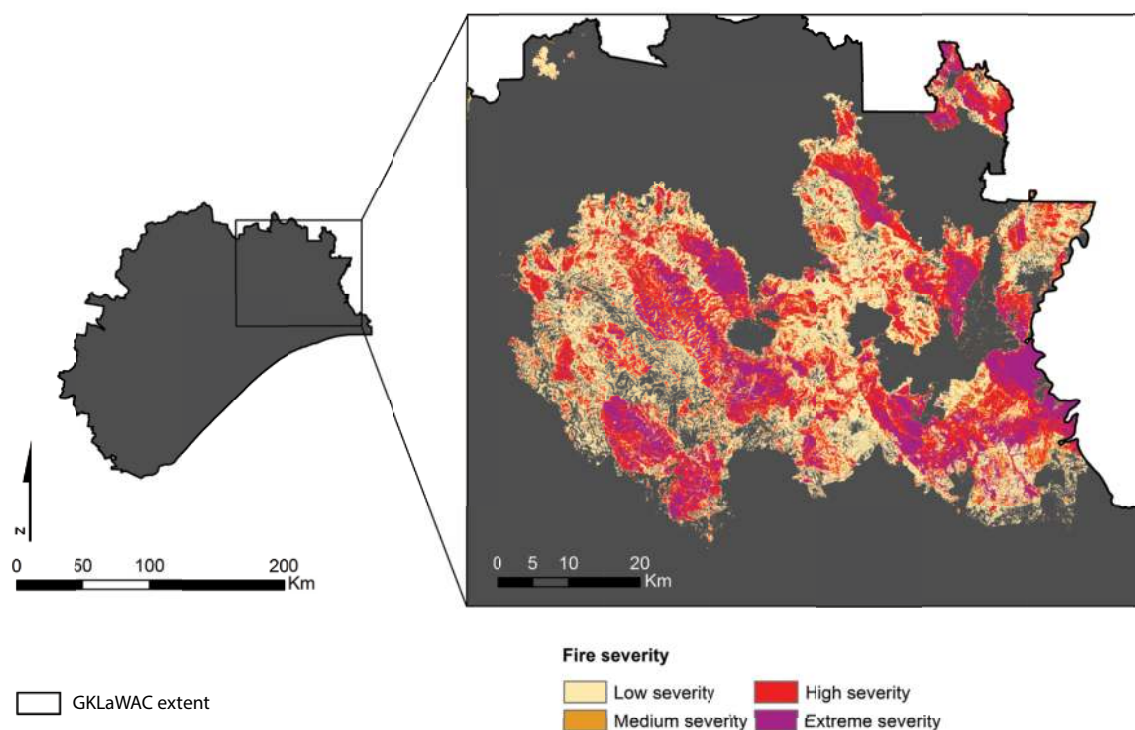 z
0 50 100 200
Km
0 5 10 20
Km
GKLaWAC extent
Fire severity
Low severity
High severity
Medium severity
Extreme severity